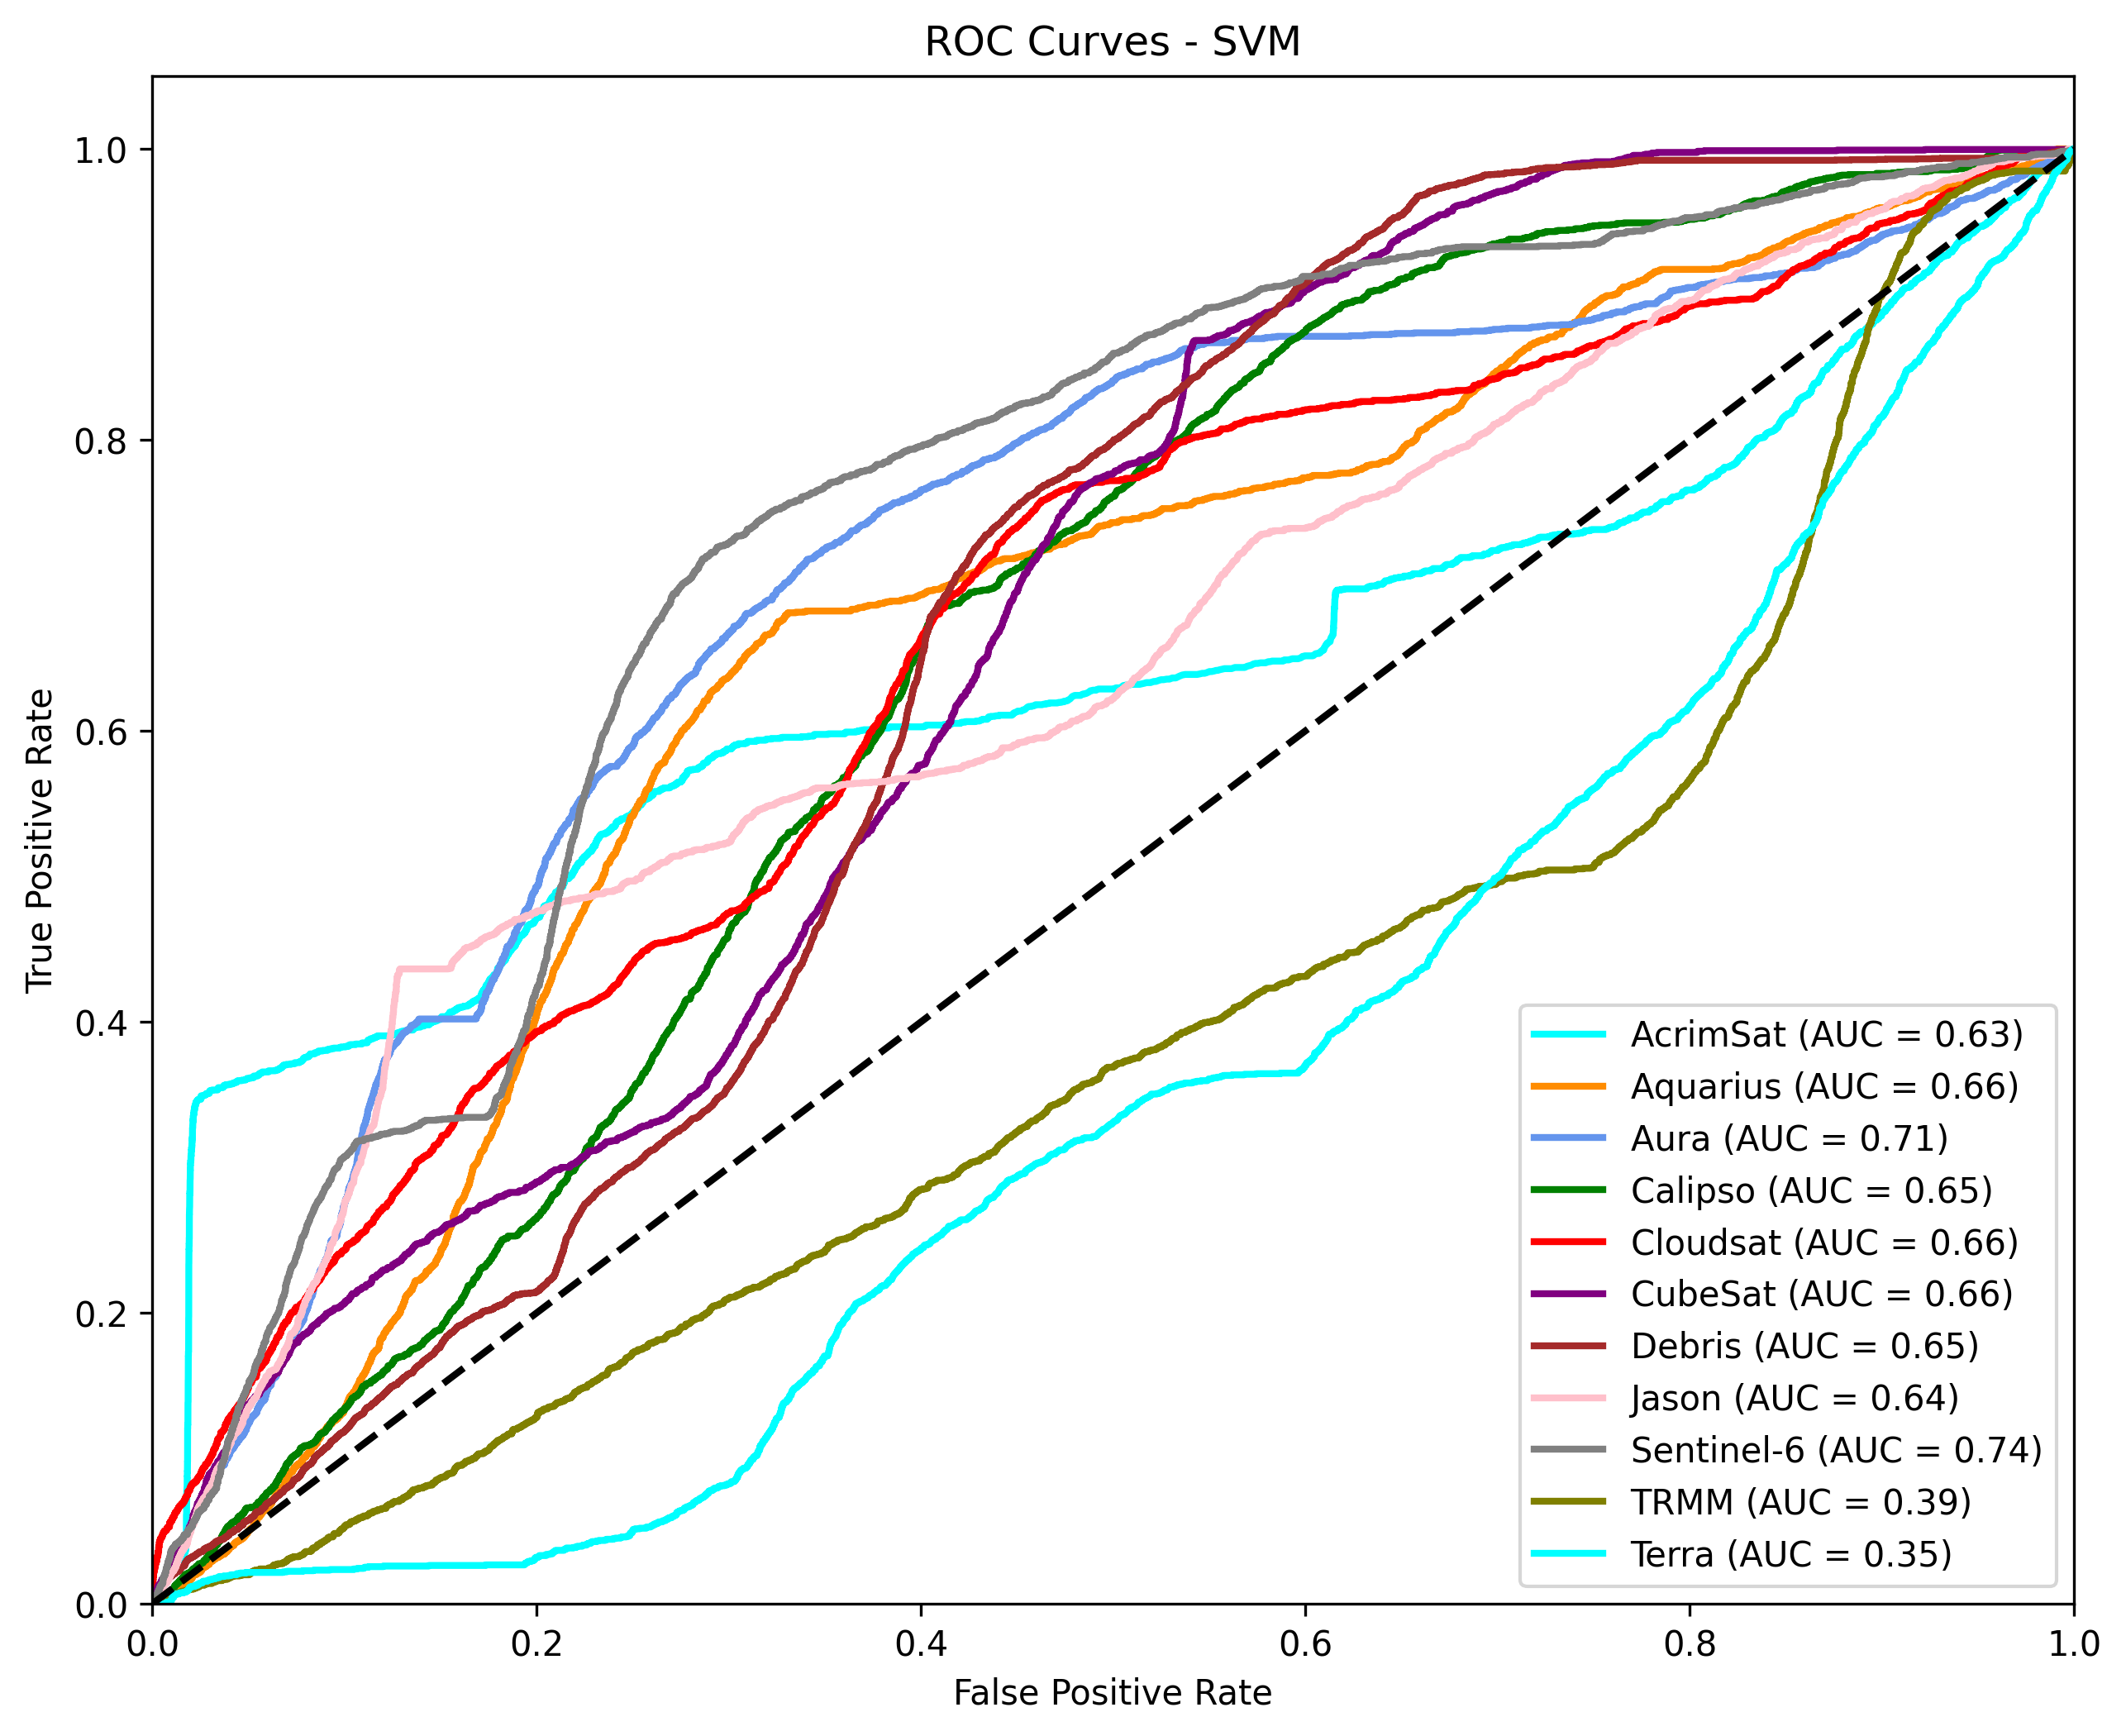 ROC Curves - SVM
True Positive Rate
1.0
0.8
0.6
0.4
0.2
0.0
0.0 0.2 0.4 0.6 0.8 1.0
False Positive Rate
AcrimSat (AUC = 0.63)
Aquarius (AUC = 0.66)
Aura (AUC = 0.71)
Calipso (AUC = 0.65)
Cloudsat (AUC = 0.66)
CubeSat (AUC = 0.66)
Debris (AUC = 0.65)
Jason (AUC = 0.64)
Sentinel-6 (AUC = 0.74)
TRMM (AUC = 0.39)
Terra (AUC = 0.35)